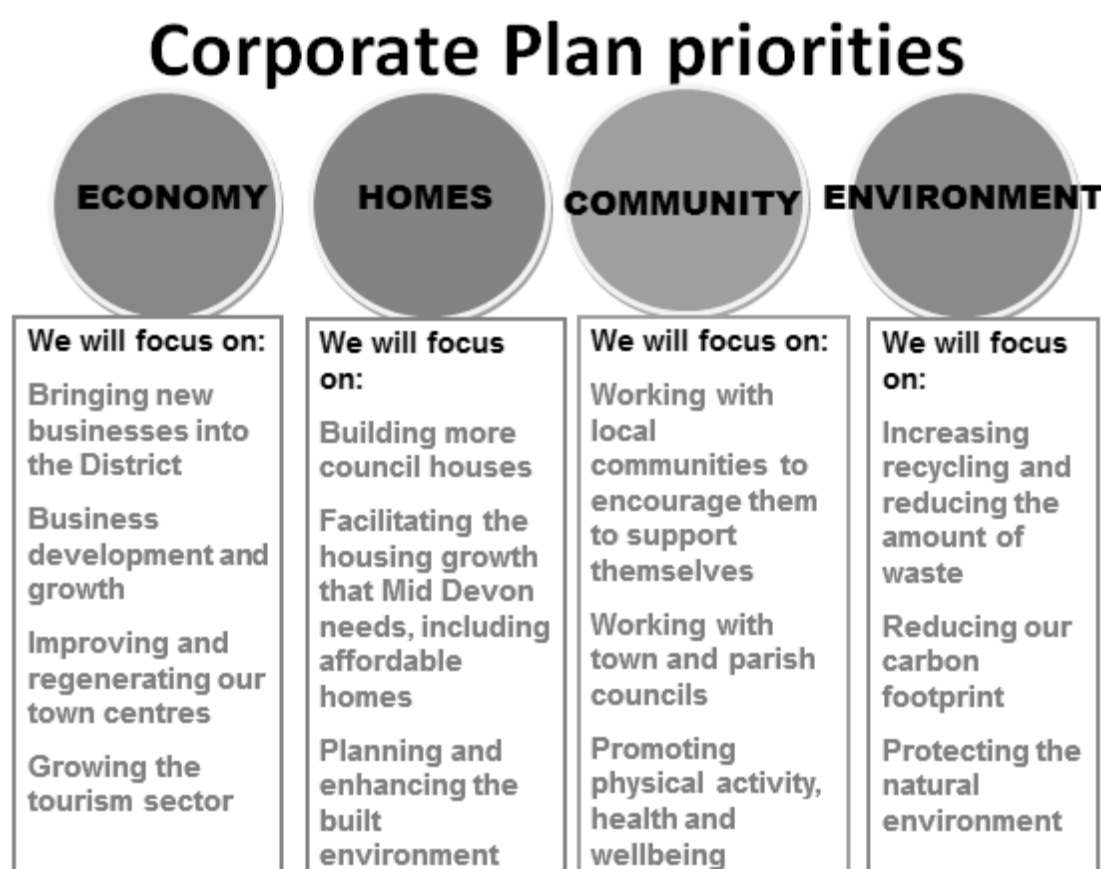 Corporate Plan priorities
ECONOMY
We will focus on:
Bringing new
businesses into
the District
Business
development and
growth
Improving and
regenerating our
town centres
Growing the
tourism sector
HOMES
We will focus
on:
Building more
council houses
Facilitating the
housing growth
that Mid Devon
needs, including
affordable
homes
Planning and
enhancing the
built
environment
COMMUNITY
We will focus on:
Working with
local
communities to
encourage them
to support
themselves
Working with
town and parish
councils
Promoting
physical activity,
health and
wellbeing
ENVIRONMENT
We will focus
on:
Increasing
recycling and
reducing the
amount of
waste
Reducing our
carbon
footprint
Protecting the
natural
environment